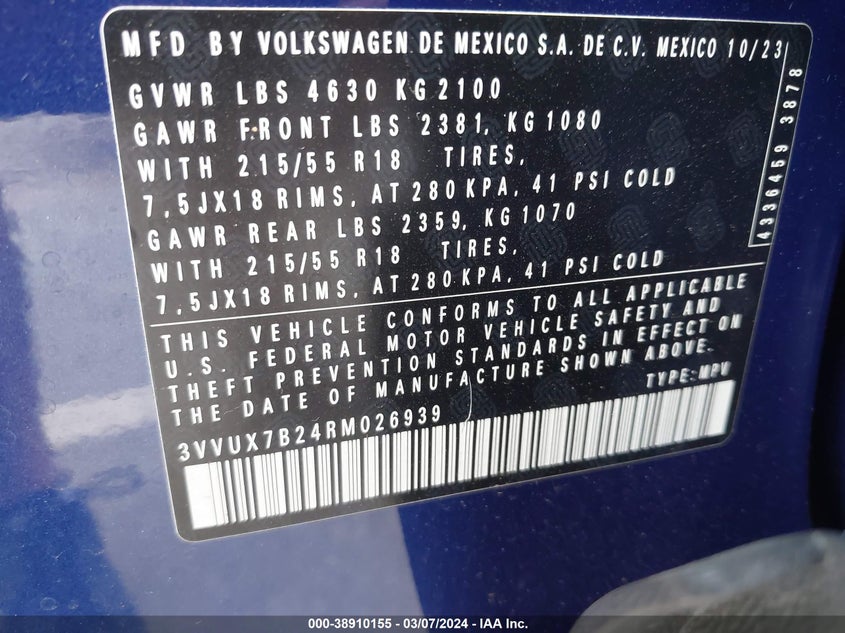 MFD BY VOLKSWAGEN DE MEXICO S.A. DE C.V. MEXICO 10/23
GVWR LBS 4630 KG 2100
GAWR FRONT LBS 2381, KG 1080
WITH 215/55 R18 TIRES,
7,5JX18 RIMS, AT 280 KPA, 41 PSI COLD
GAWR REAR LBS 2359, KG 1070
WITH 215/55 R18 TIRES,
7,5JX18 RIMS, AT 280 KPA, 41 PSI COLD
4336459 3878
THIS VEHICLE CONFORMS TO ALL APPLICABLE
U.S. FEDERAL MOTOR VEHICLE SAFETY AND
THEFT PREVENTION STANDARDS IN EFFECT ON
THE DATE OF MANUFACTURE SHOWN ABOVE.
TYPE: MPV
3VVUX7B24RM026939
000-38910155 — 03/07/2024 — IAA Inc.